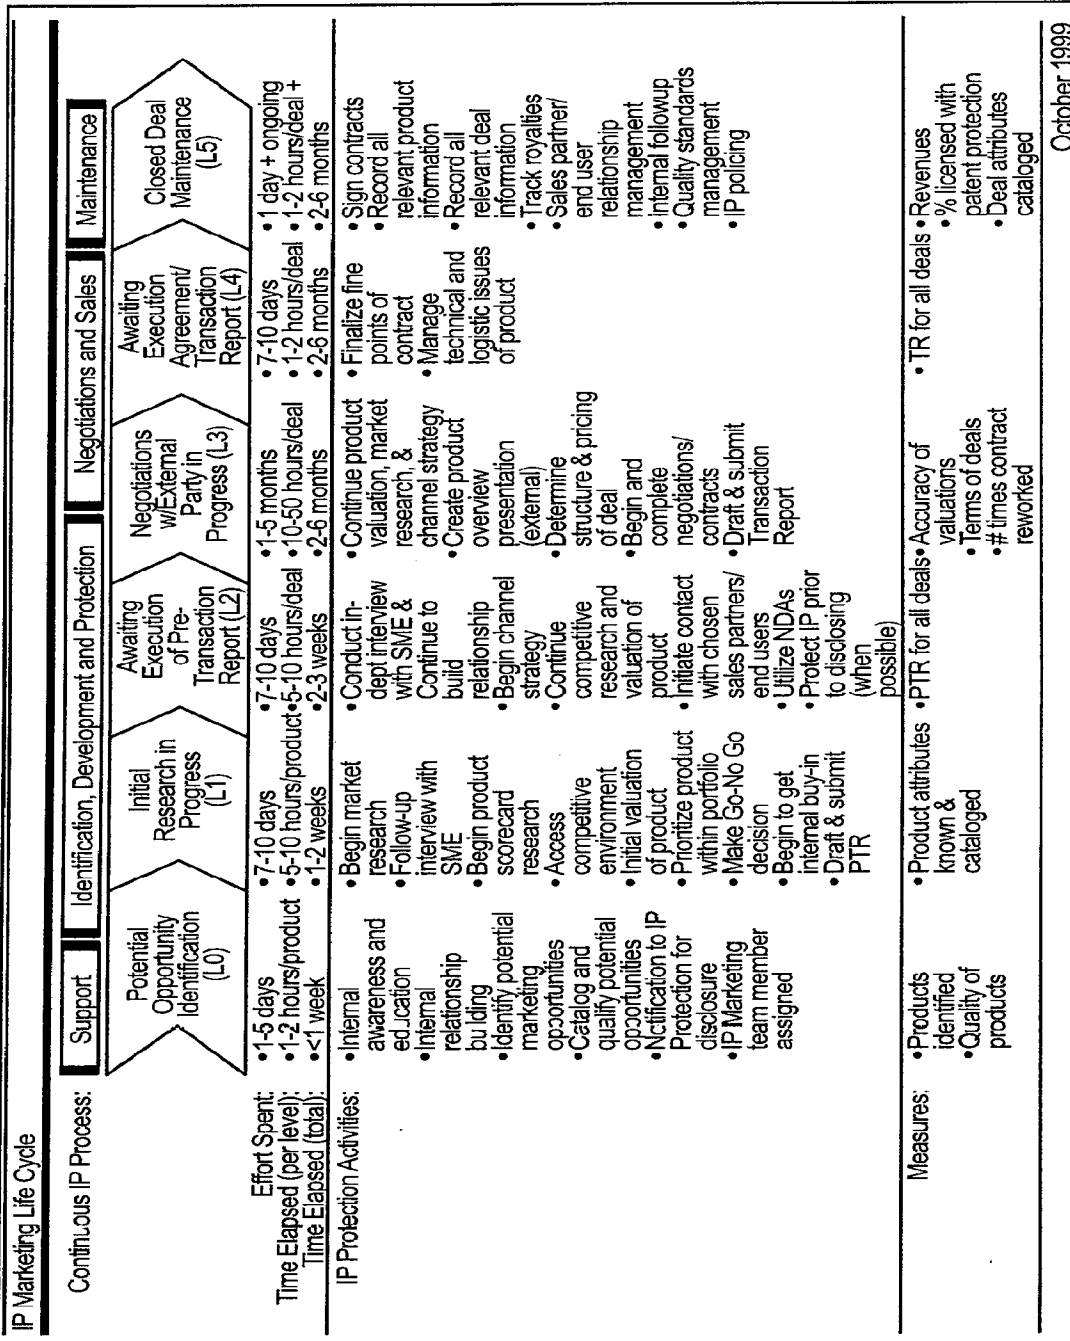 IP Marketing Life Cycle
Continuous IP Process:
Support
Identification, Development and Protection
Negotiations and Sales
Maintenance
Potential
Opportunity
Identification
(L0)
Initial
Research in
Progress
(L1)
Awaiting
Execution
of Pre-
Transaction
Report (L2)
Negotiations
w/External
Party in
Progress (L3)
Awaiting
Execution
Agreement/
Transaction
Report (L4)
Closed Deal
Maintenance
(L5)
Effort Spent:
Time Elapsed (per level):
Time Elapsed (total):
•1-5 days
•1-2 hours/product
•<1 week
•7-10 days
•5-10 hours/product
•1-2 weeks
•7-10 days
•5-10 hours/deal
•2-3 weeks
•1-5 months
•10-50 hours/deal
•2-6 months
•7-10 days
•1-2 hours/deal
•2-6 months
•1 day + ongoing
•1-2 hours/deal +
•2-6 months
IP Protection Activities:
•Internal
awareness and
education
•Internal
relationship
building
•Identify potential
marketing
opportunities
•Catalog and
qualify potential
opportunities
•Notification to IP
Protection for
disclosure
•IP Marketing
team member
assigned
•Begin market
research
•Follow-up
interview with
SME
•Begin product
scorecard
research
•Access
competitive
environment
•Initial valuation
of product
•Prioritize product
within portfolio
•Make Go-No Go
decision
•Begin to get
internal buy-in
•Draft & submit
PTR
•Conduct in-
dept interview
with SME &
Continue to
build
relationship
•Begin channel
strategy
•Continue
competitive
research and
valuation of
product
•Initiate contact
with chosen
sales partners/
end users
•Utilize NDAs
•Protect IP prior
to disclosing
(when
possible)
•Continue product
valuation, market
research, &
channel strategy
•Create product
overview
presentation
(external)
•Determine
structure & pricing
of deal
•Begin and
complete
negotiations/
contracts
•Draft & submit
Transaction
Report
•Finalize fine
points of
contract
•Manage
technical and
logistic issues
of product
•Sign contracts
•Record all
relevant product
information
•Record all
relevant deal
information
•Track royalties
•Sales partner/
end user
relationship
management
•Internal followup
•Quality standards
management
•IP policing
Measures:
•Products
identified
•Quality of
products
•Product attributes
known &
cataloged
•PTR for all deals
•Accuracy of
valuations
•Terms of deals
•# times contract
reworked
•TR for all deals
•Revenues
•% licensed with
patent protection
•Deal attributes
cataloged
October 1999